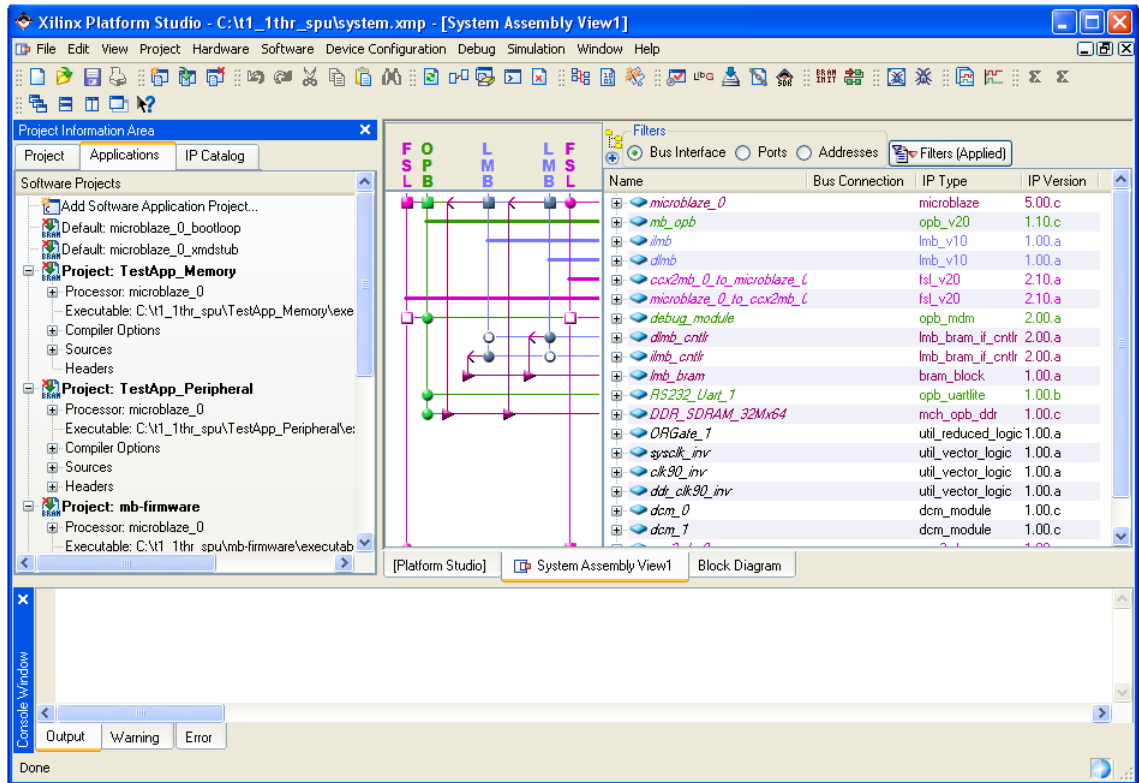 Xilinx Platform Studio - C:\t1_1thr_spu\system.xmp - [System Assembly View1]
File Edit View Project Hardware Software Device Configuration Debug Simulation Window Help
Project Information Area
Project Applications IP Catalog
Software Projects
Add Software Application Project...
Default: microblaze_0_bootloop
Default: microblaze_0_xmdstub
Project: TestApp_Memory
Processor: microblaze_0
Executable: C:\t1_1thr_spu\TestApp_Memory\exe
Compiler Options
Sources
Headers
Project: TestApp_Peripheral
Processor: microblaze_0
Executable: C:\t1_1thr_spu\TestApp_Peripheral\e
Compiler Options
Sources
Headers
Project: mb-firmware
Processor: microblaze_0
Executable: C:\t1_1thr_spu\mb-firmware\executab
FSL OPB LMB LMB FSL
Filters
Bus Interface Ports Addresses Filters (Applied)
Name Bus Connection IP Type IP Version
microblaze_0 microblaze 5.00.c
mb_opb opb_v20 1.10.c
ilmb lmb_v10 1.00.a
dlmb lmb_v10 1.00.a
ccx2mb_0_to_microblaze_0 fsl_v20 2.10.a
microblaze_0_to_ccx2mb_0 fsl_v20 2.10.a
debug_module opb_mdm 2.00.a
dlmb_cntlr lmb_bram_if_cntlr 2.00.a
ilmb_cntlr lmb_bram_if_cntlr 2.00.a
lmb_bram bram_block 1.00.a
RS232_Uart_1 opb_uartlite 1.00.b
DDR_SDRAM_32Mx64 mch_opb_ddr 1.00.c
ORGate_1 util_reduced_logic 1.00.a
sysclk_inv util_vector_logic 1.00.a
clk90_inv util_vector_logic 1.00.a
ddr_clk90_inv util_vector_logic 1.00.a
dcm_0 dcm_module 1.00.c
dcm_1 dcm_module 1.00.c
[Platform Studio] System Assembly View1 Block Diagram
Console Window
Output Warning Error
Done